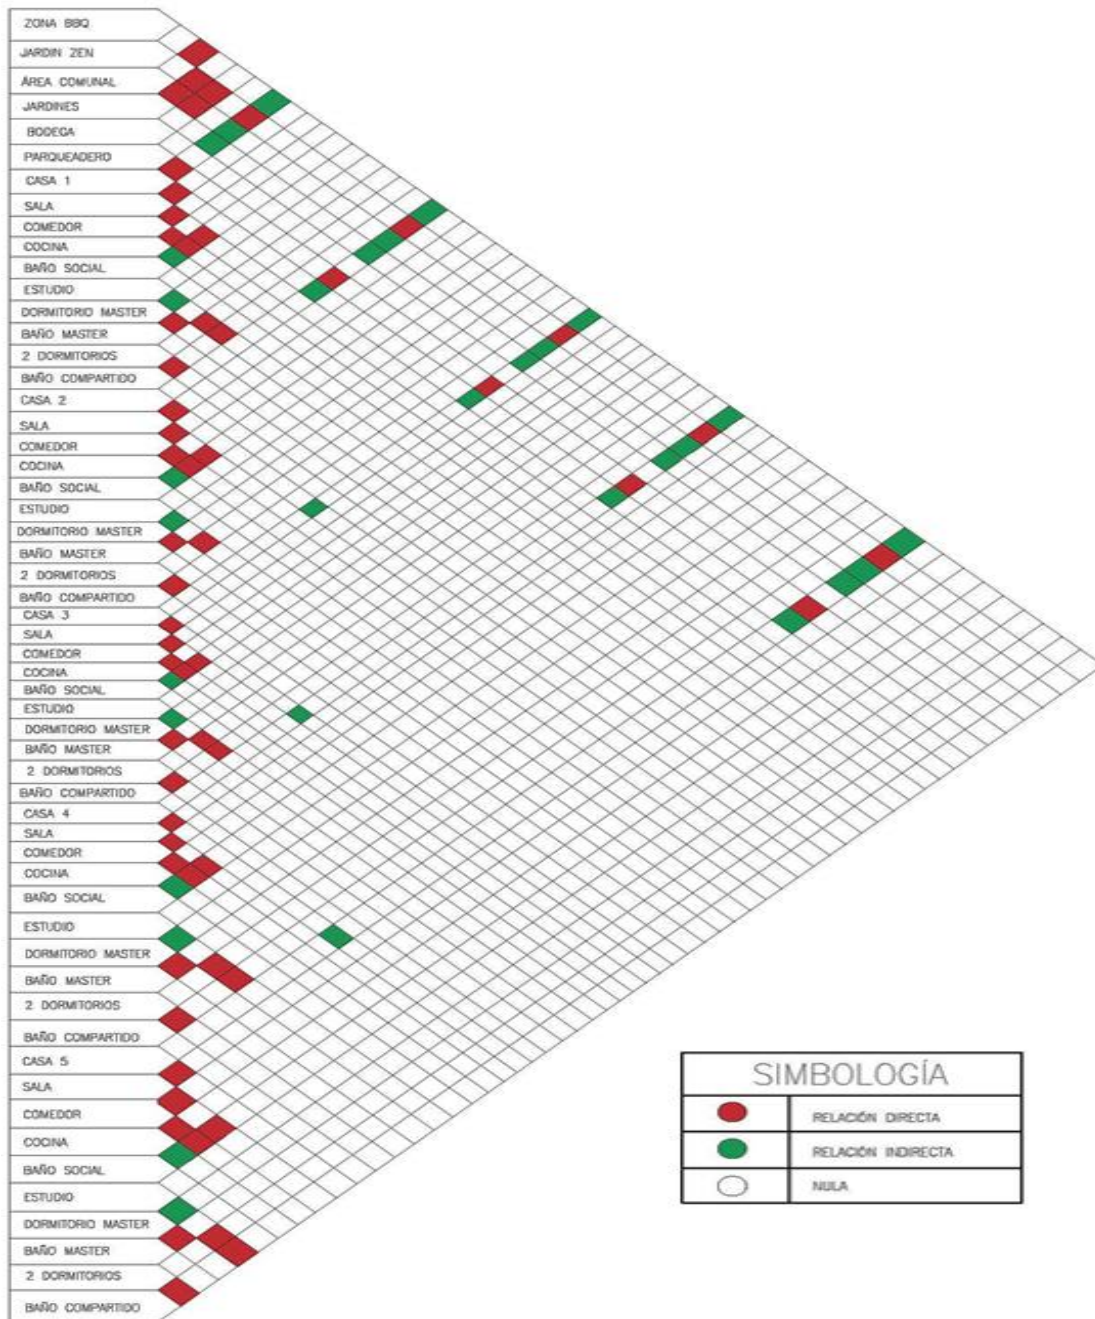 ZONA BBQ
JARDIN ZEN
ÁREA COMUNAL
JARDINES
BODEGA
PARQUEADERO
CASA 1
SALA
COMEDOR
COCINA
BAÑO SOCIAL
ESTUDIO
DORMITORIO MASTER
BAÑO MASTER
2 DORMITORIOS
BAÑO COMPARTIDO
CASA 2
SALA
COMEDOR
COCINA
BAÑO SOCIAL
ESTUDIO
DORMITORIO MASTER
BAÑO MASTER
2 DORMITORIOS
BAÑO COMPARTIDO
CASA 3
SALA
COMEDOR
COCINA
BAÑO SOCIAL
ESTUDIO
DORMITORIO MASTER
BAÑO MASTER
2 DORMITORIOS
BAÑO COMPARTIDO
CASA 4
SALA
COMEDOR
COCINA
BAÑO SOCIAL
ESTUDIO
DORMITORIO MASTER
BAÑO MASTER
2 DORMITORIOS
BAÑO COMPARTIDO
CASA 5
SALA
COMEDOR
COCINA
BAÑO SOCIAL
ESTUDIO
DORMITORIO MASTER
BAÑO MASTER
2 DORMITORIOS
BAÑO COMPARTIDO
SIMBOLOGÍA
RELACIÓN DIRECTA
RELACIÓN INDIRECTA
NULA